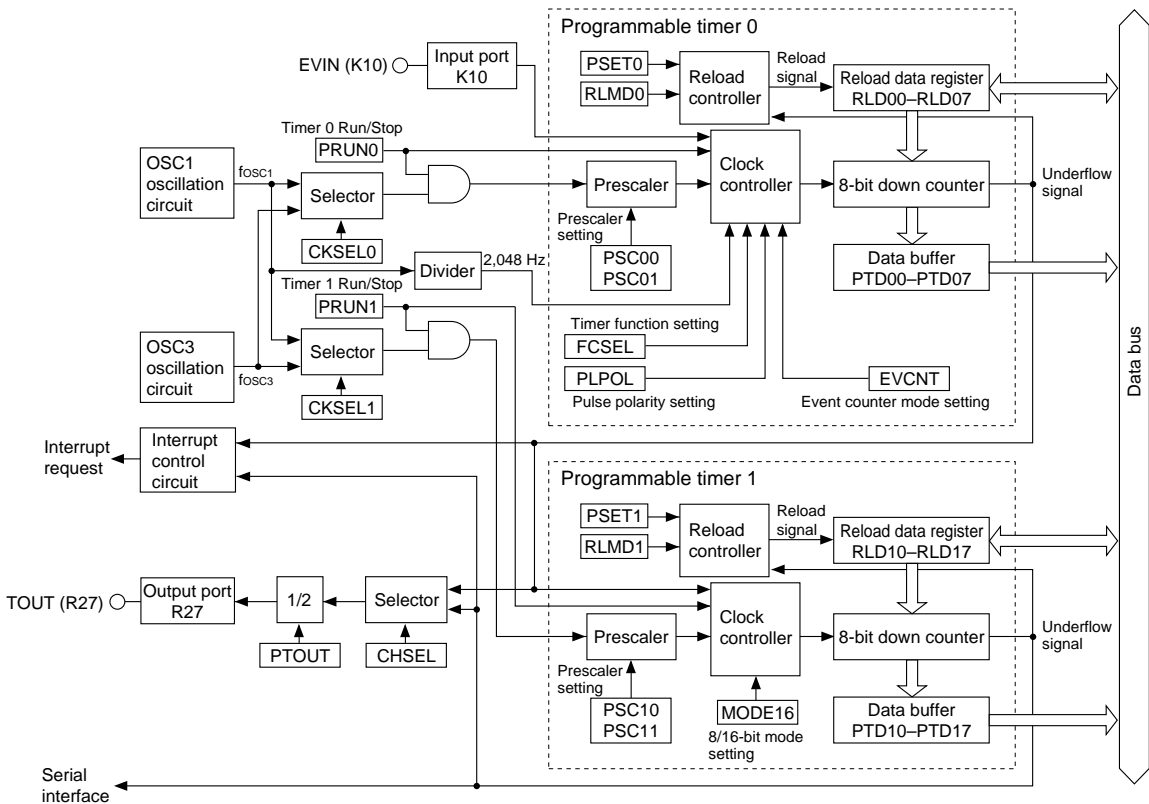 Programmable timer 0
EVIN (K10)
Input port
K10
PSET0
RLMD0
Reload
controller
Reload
signal
Reload data register
RLD00–RLD07
Timer 0 Run/Stop
PRUN0
OSC1
oscillation
circuit
fOSC1
Selector
CKSEL0
Prescaler
Prescaler
setting
PSC00
PSC01
Clock
controller
8-bit down counter
Underflow
signal
Data buffer
PTD00–PTD07
Divider
2,048 Hz
Timer 1 Run/Stop
PRUN1
OSC3
oscillation
circuit
fOSC3
Selector
CKSEL1
Timer function setting
FCSEL
PLPOL
Pulse polarity setting
EVCNT
Event counter mode setting
Data bus
Interrupt
request
Interrupt
control
circuit
Programmable timer 1
PSET1
RLMD1
Reload
controller
Reload
signal
Reload data register
RLD10–RLD17
TOUT (R27)
Output port
R27
1/2
PTOUT
Selector
CHSEL
Prescaler
Prescaler
setting
PSC10
PSC11
Clock
controller
MODE16
8/16-bit mode
setting
8-bit down counter
Underflow
signal
Data buffer
PTD10–PTD17
Serial
interface